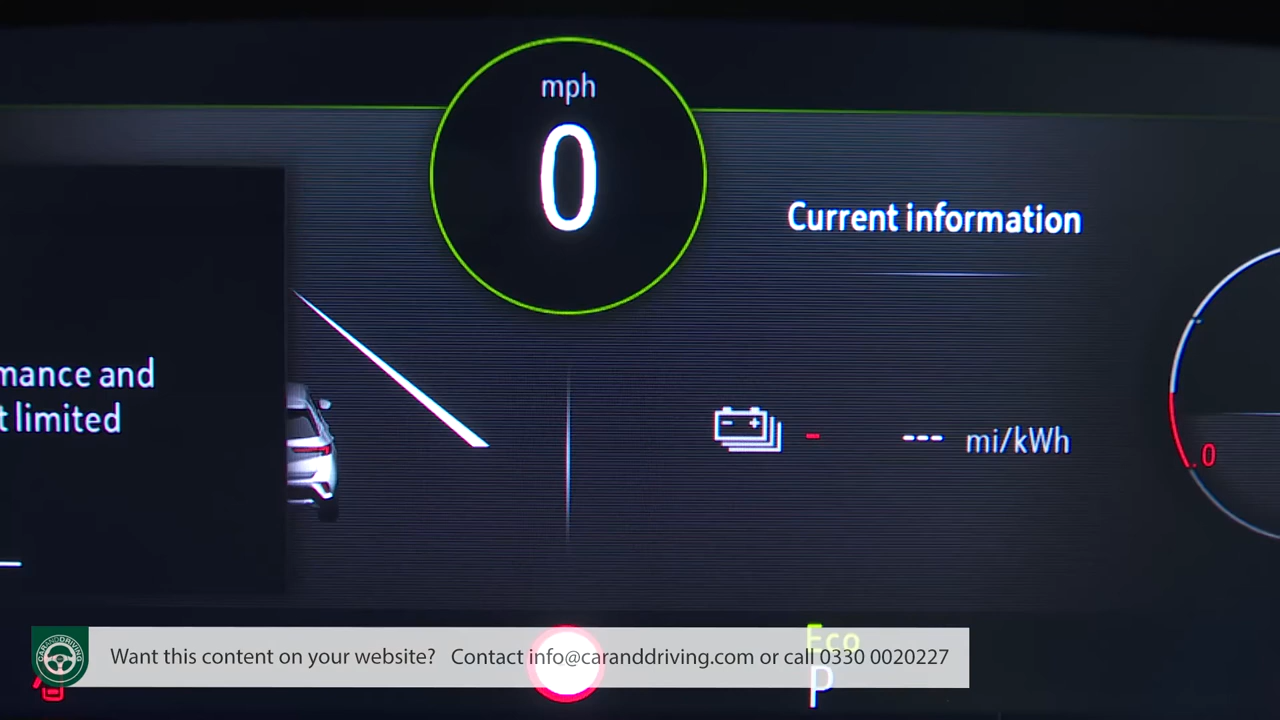 mph
0
Current information
mance and
t limited
- --- mi/kWh
0
Eco
P
CARANDDRIVING
Want this content on your website? Contact info@caranddriving.com or call 0330 0020227